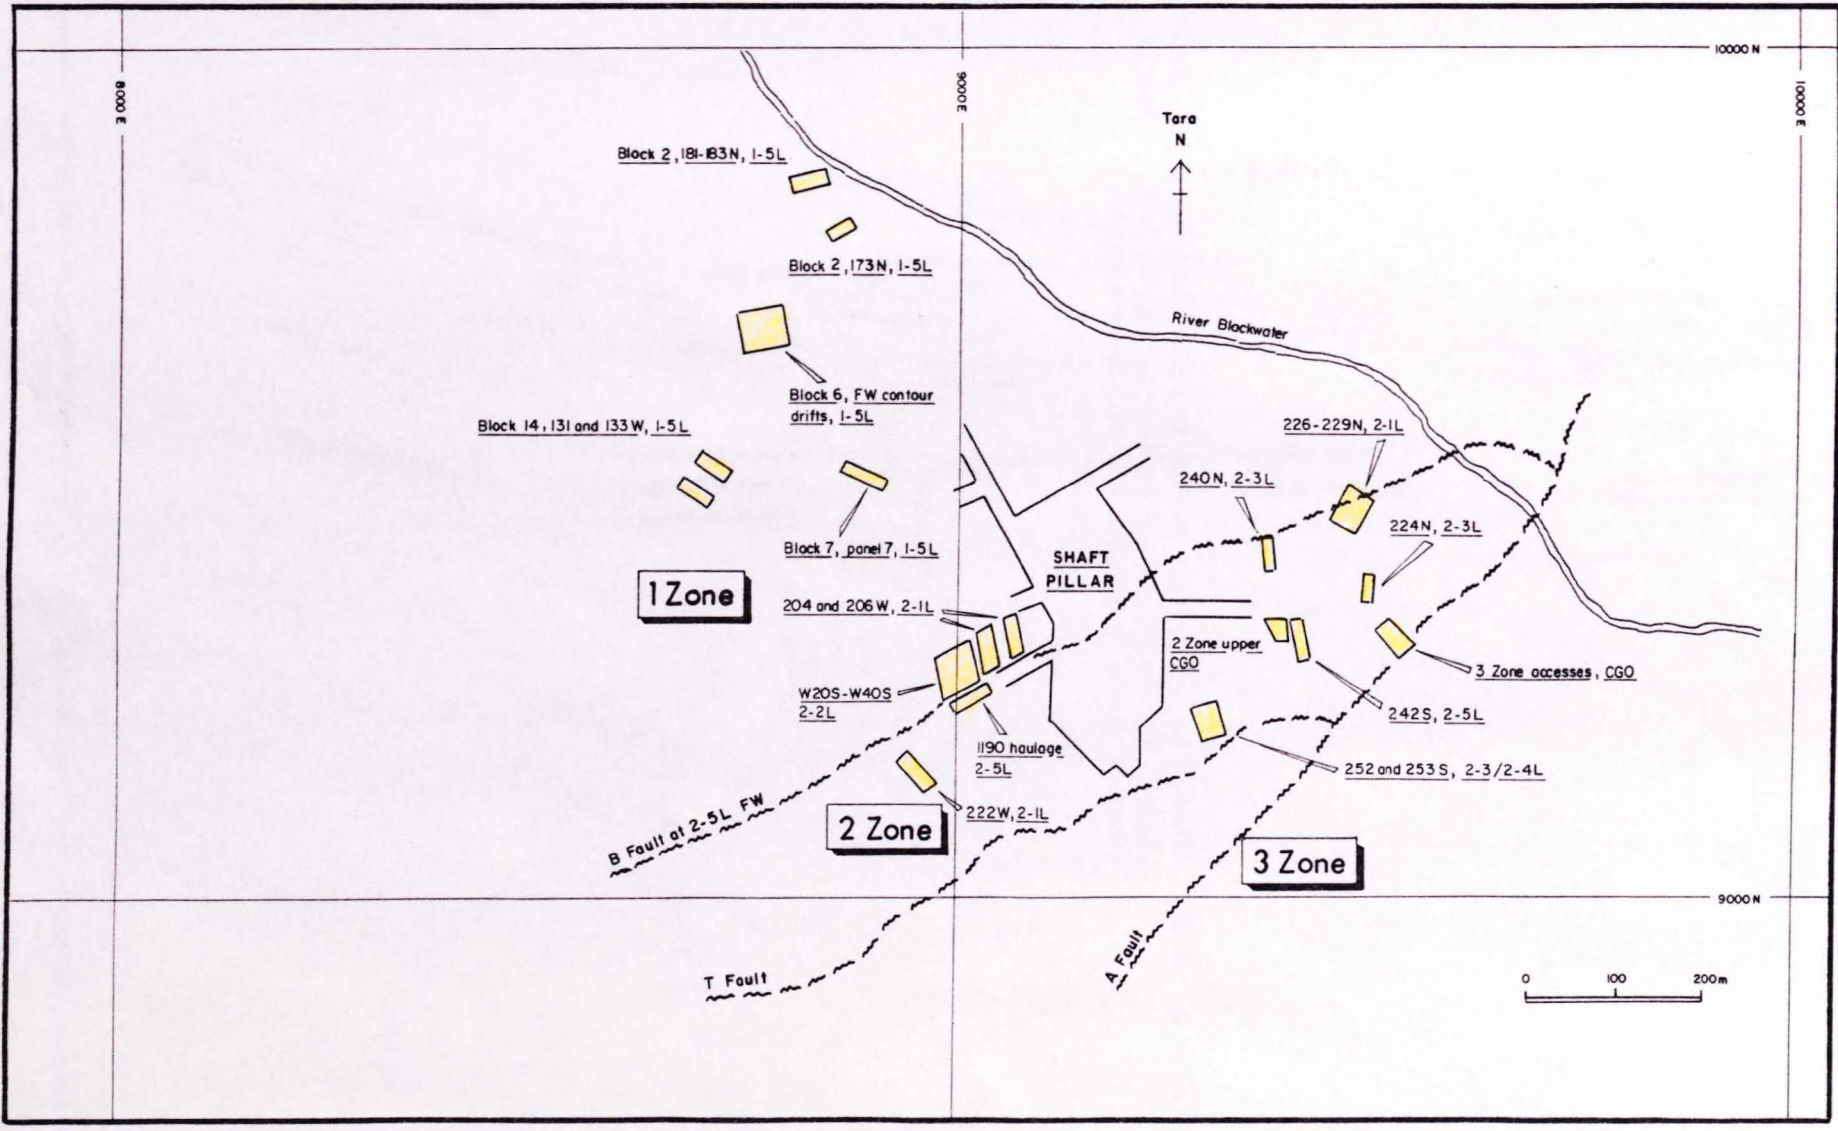 10000 N
8000 E
9000E
10000 E
Tara
N
Block 2, 181-183N, 1-5L
Block 2, 173N, 1-5L
River Blackwater
Block 6, FW contour
drifts, 1-5L
Block 14, 131 and 133 W, 1-5L
226-229N, 2-1L
240N, 2-3L
224N, 2-3L
Block 7, panel 7, 1-5L
SHAFT
PILLAR
1 Zone
204 and 206 W, 2-1L
2 Zone upper
CGO
3 Zone accesses, CGO
W20S-W40S
2-2L
242S, 2-5L
1190 haulage
2-5L
252 and 253 S, 2-3/2-4L
222W, 2-1L
B Fault at 2-5L FW
2 Zone
3 Zone
9000 N
A Fault
T Fault
0 100 200m